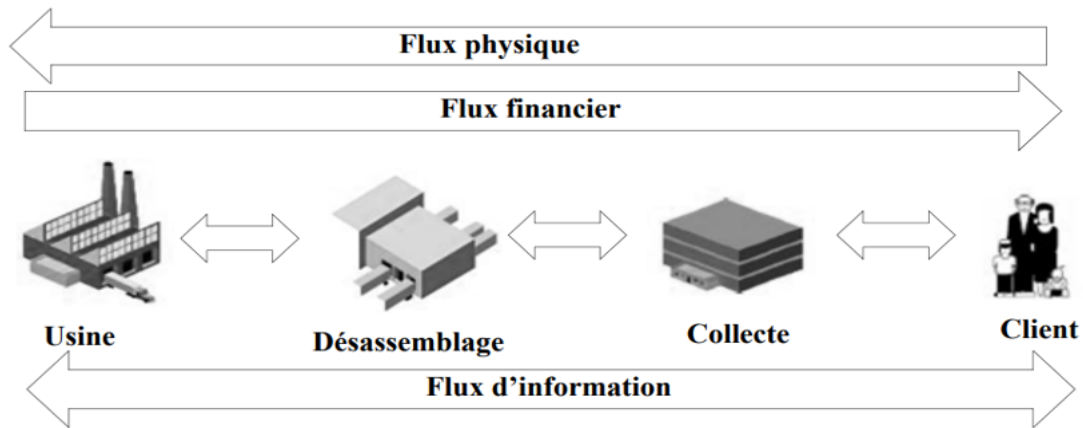 Flux physique
Flux financier
Usine
Désassemblage
Collecte
Client
Flux d’information